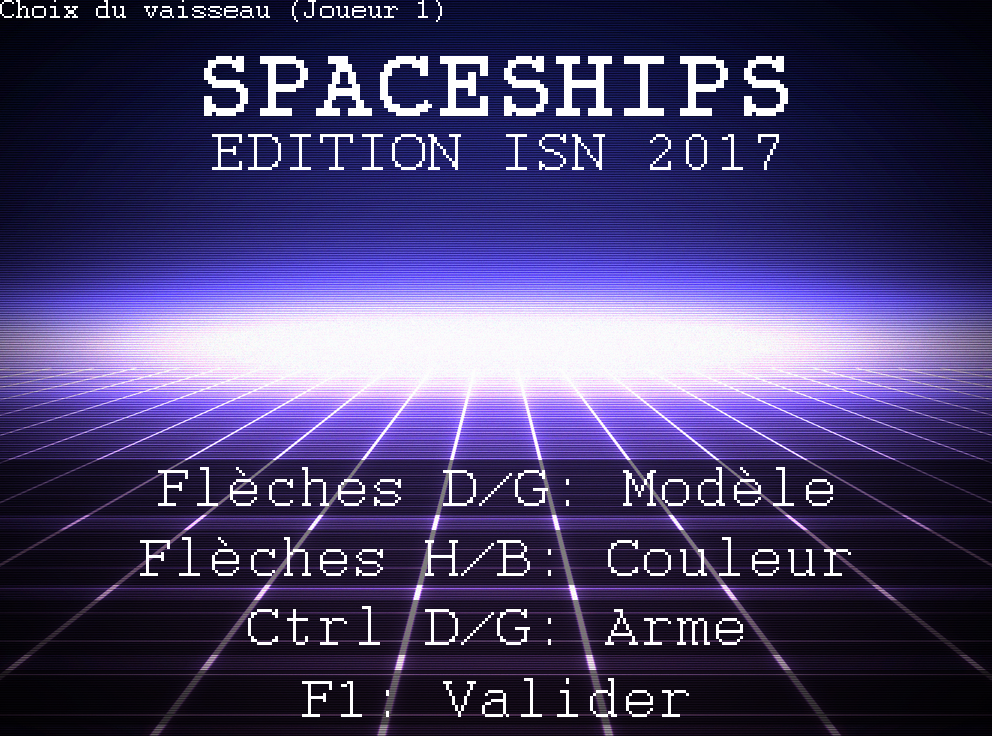 Choix du vaisseau (Joueur 1)
SPACESHIPS
EDITION ISN 2017
Flèches D/G: Modèle
Flèches H/B: Couleur
Ctrl D/G: Arme
F1: Valider